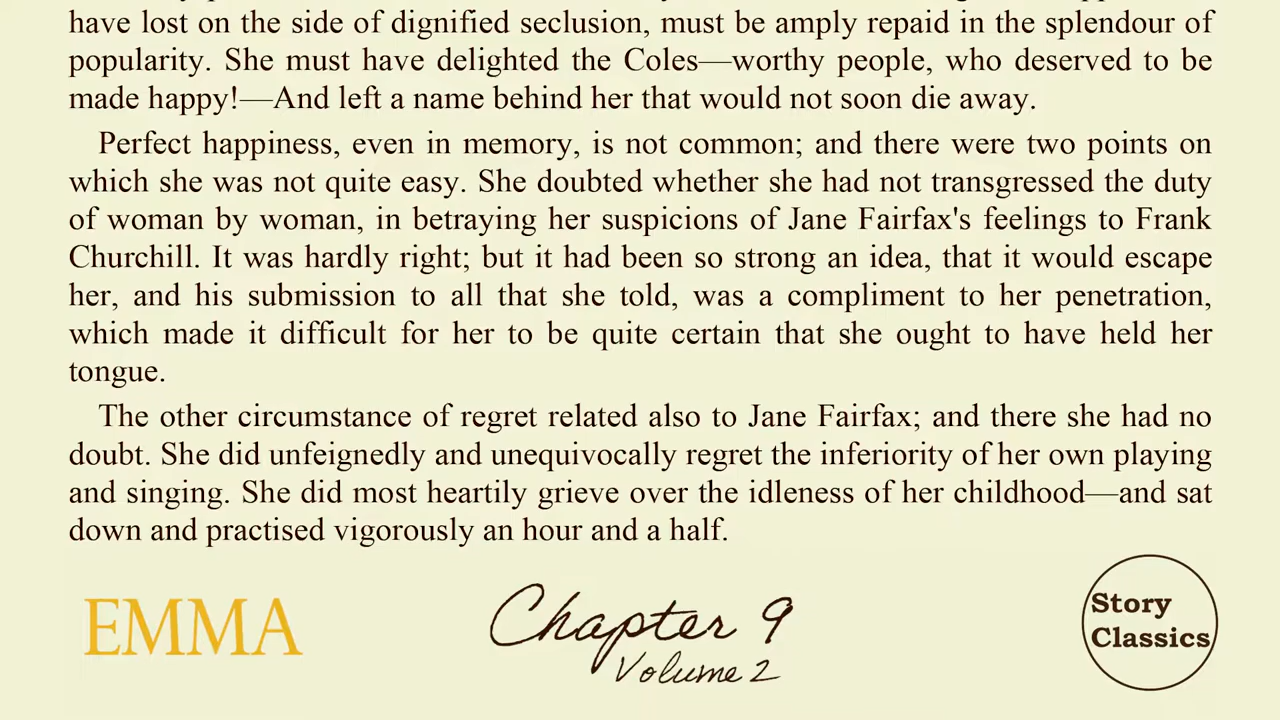 have lost on the side of dignified seclusion, must be amply repaid in the splendour of
popularity. She must have delighted the Coles—worthy people, who deserved to be
made happy!—And left a name behind her that would not soon die away.
Perfect happiness, even in memory, is not common; and there were two points on
which she was not quite easy. She doubted whether she had not transgressed the duty
of woman by woman, in betraying her suspicions of Jane Fairfax's feelings to Frank
Churchill. It was hardly right; but it had been so strong an idea, that it would escape
her, and his submission to all that she told, was a compliment to her penetration,
which made it difficult for her to be quite certain that she ought to have held her
tongue.
The other circumstance of regret related also to Jane Fairfax; and there she had no
doubt. She did unfeignedly and unequivocally regret the inferiority of her own playing
and singing. She did most heartily grieve over the idleness of her childhood—and sat
down and practised vigorously an hour and a half.
EMMA
Chapter 9
Volume 2
Story
Classics